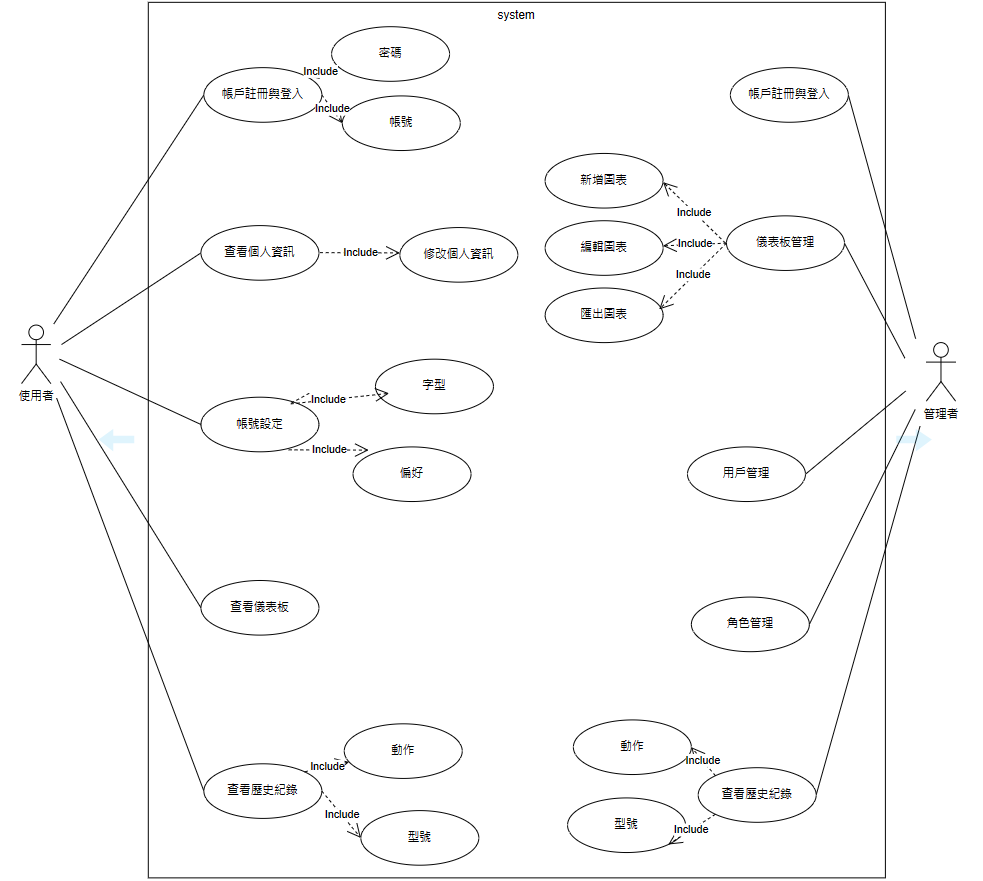 system
密碼
Include
帳戶註冊與登入
Include
帳號
帳戶註冊與登入
新增圖表
Include
查看個人資訊
Include
修改個人資訊
編輯圖表
Include
儀表板管理
Include
匯出圖表
使用者
管理者
帳號設定
Include
字型
Include
偏好
用戶管理
查看儀表板
角色管理
動作
Include
查看歷史紀錄
Include
型號
動作
Include
查看歷史紀錄
型號
Include